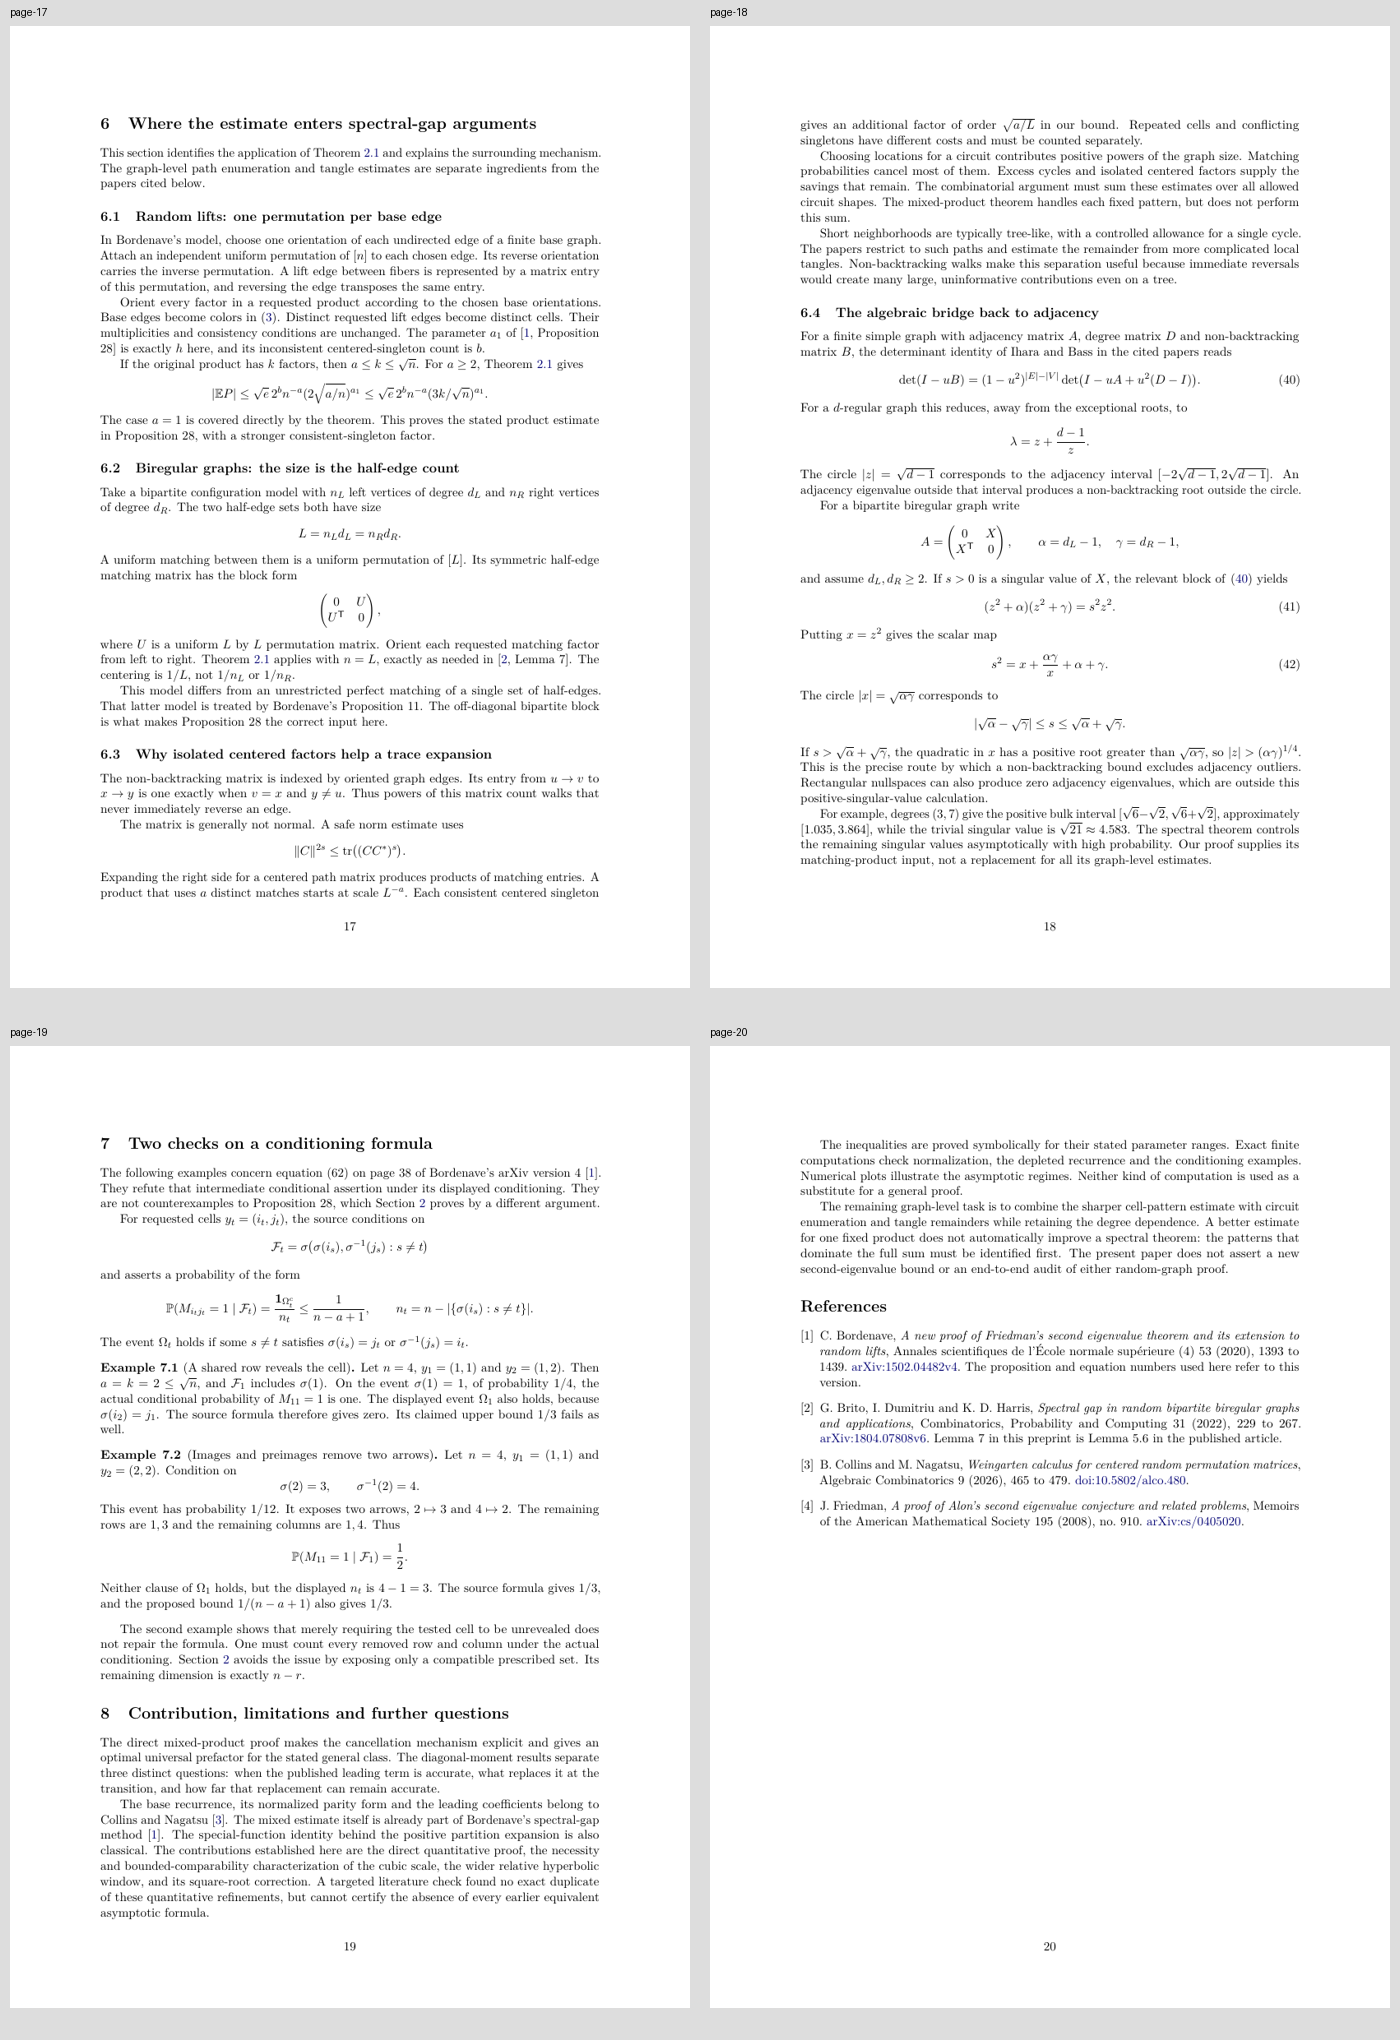 page-17
6 Where the estimate enters spectral-gap arguments
This section identifies the application of Theorem 2.1 and explains the surrounding mechanism.
The graph-level path enumeration and tangle estimates are separate ingredients from the
papers cited below.
6.1 Random lifts: one permutation per base edge
In Bordenave's model, choose one orientation of each undirected edge of a finite base graph.
Attach an independent uniform permutation of [n] to each chosen edge. Its reverse orientation
carries the inverse permutation. A lift edge between fibers is represented by a matrix entry
of this permutation, and reversing the edge transposes the same entry.
Orient every factor in a requested product according to the chosen base orientations.
Base edges become colors in (3). Distinct requested lift edges become distinct cells. Their
multiplicities and consistency conditions are unchanged. The parameter a₁ of [1, Proposition
28] is exactly h here, and its inconsistent centered-singleton count is b.
If the original product has k factors, then a ≤ k ≤ √n. For a ≥ 2, Theorem 2.1 gives
|𝔼P| ≤ √e 2^b n^{−a}(2√(a/n))^{a₁} ≤ √e 2^b n^{−a}(3k/√n)^{a₁}.
The case a = 1 is covered directly by the theorem. This proves the stated product estimate
in Proposition 28, with a stronger consistent-singleton factor.
6.2 Biregular graphs: the size is the half-edge count
Take a bipartite configuration model with n_L left vertices of degree d_L and n_R right vertices
of degree d_R. The two half-edge sets both have size
L = n_L d_L = n_R d_R.
A uniform matching between them is a uniform permutation of [L]. Its symmetric half-edge
matching matrix has the block form
( 0 U
U^⊤ 0 ),
where U is a uniform L by L permutation matrix. Orient each requested matching factor
from left to right. Theorem 2.1 applies with n = L, exactly as needed in [2, Lemma 7]. The
centering is 1/L, not 1/n_L or 1/n_R.
This model differs from an unrestricted perfect matching of a single set of half-edges.
That latter model is treated by Bordenave's Proposition 11. The off-diagonal bipartite block
is what makes Proposition 28 the correct input here.
6.3 Why isolated centered factors help a trace expansion
The non-backtracking matrix is indexed by oriented graph edges. Its entry from u → v to
x → y is one exactly when v = x and y ≠ u. Thus powers of this matrix count walks that
never immediately reverse an edge.
The matrix is generally not normal. A safe norm estimate uses
‖C‖^{2s} ≤ tr((CC*)^s).
Expanding the right side for a centered path matrix produces products of matching entries. A
product that uses a distinct matches starts at scale L^{−a}. Each consistent centered singleton
17
page-18
gives an additional factor of order √(a/L) in our bound. Repeated cells and conflicting
singletons have different costs and must be counted separately.
Choosing locations for a circuit contributes positive powers of the graph size. Matching
probabilities cancel most of them. Excess cycles and isolated centered factors supply the
savings that remain. The combinatorial argument must sum these estimates over all allowed
circuit shapes. The mixed-product theorem handles each fixed pattern, but does not perform
this sum.
Short neighborhoods are typically tree-like, with a controlled allowance for a single cycle.
The papers restrict to such paths and estimate the remainder from more complicated local
tangles. Non-backtracking walks make this separation useful because immediate reversals
would create many large, uninformative contributions even on a tree.
6.4 The algebraic bridge back to adjacency
For a finite simple graph with adjacency matrix A, degree matrix D and non-backtracking
matrix B, the determinant identity of Ihara and Bass in the cited papers reads
det(I − uB) = (1 − u²)^{|E|−|V|} det(I − uA + u²(D − I)). (40)
For a d-regular graph this reduces, away from the exceptional roots, to
λ = z + (d − 1)/z.
The circle |z| = √(d − 1) corresponds to the adjacency interval [−2√(d − 1), 2√(d − 1)]. An
adjacency eigenvalue outside that interval produces a non-backtracking root outside the circle.
For a bipartite biregular graph write
A = ( 0 X
X^⊤ 0 ), α = d_L − 1, γ = d_R − 1,
and assume d_L, d_R ≥ 2. If s > 0 is a singular value of X, the relevant block of (40) yields
(z² + α)(z² + γ) = s²z². (41)
Putting x = z² gives the scalar map
s² = x + αγ/x + α + γ. (42)
The circle |x| = √(αγ) corresponds to
|√α − √γ| ≤ s ≤ √α + √γ.
If s > √α + √γ, the quadratic in x has a positive root greater than √(αγ), so |z| > (αγ)^{1/4}.
This is the precise route by which a non-backtracking bound excludes adjacency outliers.
Rectangular nullspaces can also produce zero adjacency eigenvalues, which are outside this
positive-singular-value calculation.
For example, degrees (3, 7) give the positive bulk interval [√6−√2, √6+√2], approximately
[1.035, 3.864], while the trivial singular value is √21 ≈ 4.583. The spectral theorem controls
the remaining singular values asymptotically with high probability. Our proof supplies its
matching-product input, not a replacement for all its graph-level estimates.
18
page-19
7 Two checks on a conditioning formula
The following examples concern equation (62) on page 38 of Bordenave's arXiv version 4 [1].
They refute that intermediate conditional assertion under its displayed conditioning. They
are not counterexamples to Proposition 28, which Section 2 proves by a different argument.
For requested cells y_t = (i_t, j_t), the source conditions on
ℱ_t = σ(σ(i_s), σ^{−1}(j_s) : s ≠ t)
and asserts a probability of the form
ℙ(M_{i_t j_t} = 1 | ℱ_t) = 𝟏_{Ω_t^c}/n_t ≤ 1/(n − a + 1), n_t = n − |{σ(i_s) : s ≠ t}|.
The event Ω_t holds if some s ≠ t satisfies σ(i_s) = j_t or σ^{−1}(j_s) = i_t.
Example 7.1 (A shared row reveals the cell). Let n = 4, y₁ = (1, 1) and y₂ = (1, 2). Then
a = k = 2 ≤ √n, and ℱ₁ includes σ(1). On the event σ(1) = 1, of probability 1/4, the
actual conditional probability of M₁₁ = 1 is one. The displayed event Ω₁ also holds, because
σ(i₂) = j₁. The source formula therefore gives zero. Its claimed upper bound 1/3 fails as
well.
Example 7.2 (Images and preimages remove two arrows). Let n = 4, y₁ = (1, 1) and
y₂ = (2, 2). Condition on
σ(2) = 3, σ^{−1}(2) = 4.
This event has probability 1/12. It exposes two arrows, 2 ↦ 3 and 4 ↦ 2. The remaining
rows are 1, 3 and the remaining columns are 1, 4. Thus
ℙ(M₁₁ = 1 | ℱ₁) = 1/2.
Neither clause of Ω₁ holds, but the displayed n_t is 4 − 1 = 3. The source formula gives 1/3,
and the proposed bound 1/(n − a + 1) also gives 1/3.
The second example shows that merely requiring the tested cell to be unrevealed does
not repair the formula. One must count every removed row and column under the actual
conditioning. Section 2 avoids the issue by exposing only a compatible prescribed set. Its
remaining dimension is exactly n − r.
8 Contribution, limitations and further questions
The direct mixed-product proof makes the cancellation mechanism explicit and gives an
optimal universal prefactor for the stated general class. The diagonal-moment results separate
three distinct questions: when the published leading term is accurate, what replaces it at the
transition, and how far that replacement can remain accurate.
The base recurrence, its normalized parity form and the leading coefficients belong to
Collins and Nagatsu [3]. The mixed estimate itself is already part of Bordenave's spectral-gap
method [1]. The special-function identity behind the positive partition expansion is also
classical. The contributions established here are the direct quantitative proof, the necessity
and bounded-comparability characterization of the cubic scale, the wider relative hyperbolic
window, and its square-root correction. A targeted literature check found no exact duplicate
of these quantitative refinements, but cannot certify the absence of every earlier equivalent
asymptotic formula.
19
page-20
The inequalities are proved symbolically for their stated parameter ranges. Exact finite
computations check normalization, the depleted recurrence and the conditioning examples.
Numerical plots illustrate the asymptotic regimes. Neither kind of computation is used as a
substitute for a general proof.
The remaining graph-level task is to combine the sharper cell-pattern estimate with circuit
enumeration and tangle remainders while retaining the degree dependence. A better estimate
for one fixed product does not automatically improve a spectral theorem: the patterns that
dominate the full sum must be identified first. The present paper does not assert a new
second-eigenvalue bound or an end-to-end audit of either random-graph proof.
References
[1] C. Bordenave, A new proof of Friedman's second eigenvalue theorem and its extension to
random lifts, Annales scientifiques de l'École normale supérieure (4) 53 (2020), 1393 to
1439. arXiv:1502.04482v4. The proposition and equation numbers used here refer to this
version.
[2] G. Brito, I. Dumitriu and K. D. Harris, Spectral gap in random bipartite biregular graphs
and applications, Combinatorics, Probability and Computing 31 (2022), 229 to 267.
arXiv:1804.07808v6. Lemma 7 in this preprint is Lemma 5.6 in the published article.
[3] B. Collins and M. Nagatsu, Weingarten calculus for centered random permutation matrices,
Algebraic Combinatorics 9 (2026), 465 to 479. doi:10.5802/alco.480.
[4] J. Friedman, A proof of Alon's second eigenvalue conjecture and related problems, Memoirs
of the American Mathematical Society 195 (2008), no. 910. arXiv:cs/0405020.
20